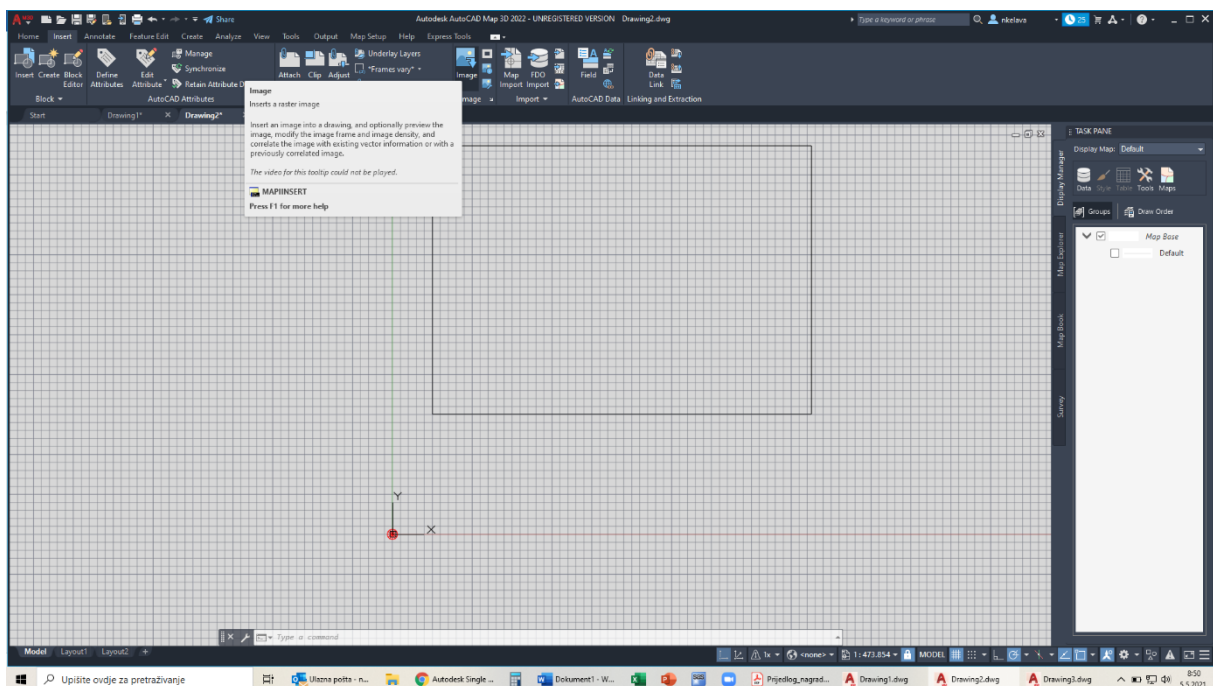 Share
Autodesk AutoCAD Map 3D 2022 - UNREGISTERED VERSION Drawing2.dwg
Type a keyword or phrase
nkelava
25
Home Insert Annotate Feature Edit Create Analyze View Tools Output Map Setup Help Express Tools
Insert
Create Block
Editor
Define
Attributes
Edit
Attribute
Manage
Synchronize
Retain Attribute D
Attach
Clip
Adjust
Underlay Layers
*Frames vary*
Image
Map
Import
FDO
Import
Field
Data
Link
Block
AutoCAD Attributes
mage
Import
AutoCAD Data
Linking and Extraction
Start
Drawing1*
Drawing2*
Image
Inserts a raster image
Insert an image into a drawing, and optionally preview the
image, modify the image frame and image density, and
correlate the image with existing vector information or with a
previously correlated image.
The video for this tooltip could not be played.
MAPIINSERT
Press F1 for more help
Y
X
TASK PANE
Display Map: Default
Data Style Table Tools Maps
Groups
Draw Order
Map Base
Default
Display Manager
Map Explorer
Map Book
Survey
Type a command
Model Layout1 Layout2 +
1x
<none>
1:473.854
MODEL
Upišite ovdje za pretraživanje
Ulazna pošta - n...
Autodesk Single ...
Dokument1 - W...
Prijedlog_nagrad...
Drawing1.dwg
Drawing2.dwg
Drawing3.dwg
8:50
5.5.2021